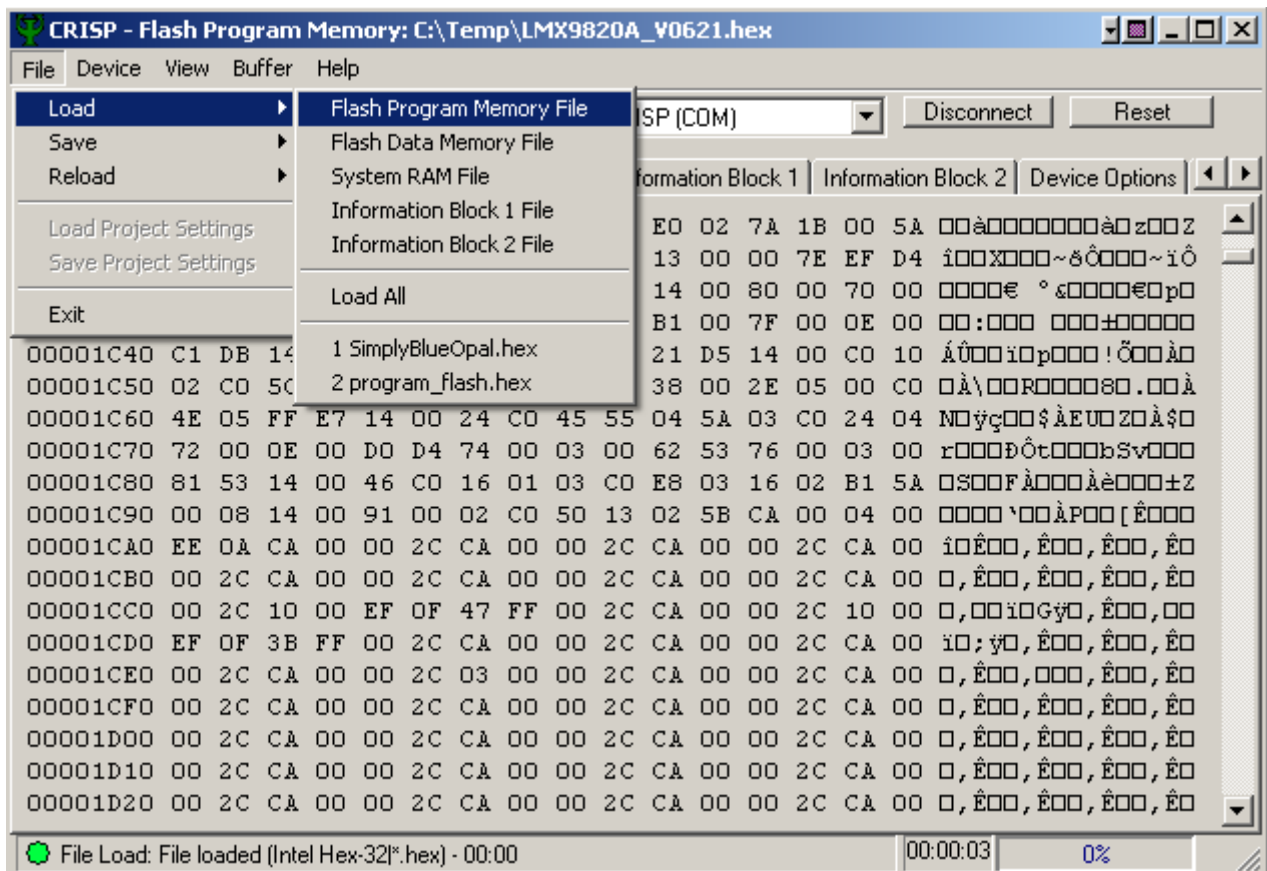 CRISP - Flash Program Memory: C:\Temp\LMX9820A_V0621.hex
File Device View Buffer Help
Load Flash Program Memory File ISP (COM) Disconnect Reset
Save Flash Data Memory File
Reload System RAM File formation Block 1 Information Block 2 Device Options
Information Block 1 File E0 02 7A 1B 00 5A □□à□□□□□□□à□z□□Z
Load Project Settings
Information Block 2 File 13 00 00 7E EF D4 î□□X□□□~ðÔ□□□~ïÔ
Save Project Settings
Load All 14 00 80 00 70 00 □□□□€ °&□□□□€□p□
Exit
B1 00 7F 00 0E 00 □□:□□□ □□□±□□□□□
00001C40 C1 DB 14 1 SimplyBlueOpal.hex 21 D5 14 00 C0 10 ÁÛ□□ï□p□□□!Õ□□À□
00001C50 02 C0 5C 2 program_flash.hex 38 00 2E 05 00 C0 □À\□□R□□□□8□.□□À
00001C60 4E 05 FF E7 14 00 24 C0 45 55 04 5A 03 C0 24 04 N□ÿç□□$ÀEU□Z□À$□
00001C70 72 00 0E 00 D0 D4 74 00 03 00 62 53 76 00 03 00 r□□□ÐÔt□□□bSv□□□
00001C80 81 53 14 00 46 C0 16 01 03 C0 E8 03 16 02 B1 5A □S□□FÀ□□□Àè□□□±Z
00001C90 00 08 14 00 91 00 02 C0 50 13 02 5B CA 00 04 00 □□□□‘□□ÀP□□[Ê□□□
00001CA0 EE 0A CA 00 00 2C CA 00 00 2C CA 00 00 2C CA 00 î□Ê□□,Ê□□,Ê□□,Ê□
00001CB0 00 2C CA 00 00 2C CA 00 00 2C CA 00 00 2C CA 00 □,Ê□□,Ê□□,Ê□□,Ê□
00001CC0 00 2C 10 00 EF 0F 47 FF 00 2C CA 00 00 2C 10 00 □,□□ï□Gÿ□,Ê□□,□□
00001CD0 EF 0F 3B FF 00 2C CA 00 00 2C CA 00 00 2C CA 00 ï□;ÿ□,Ê□□,Ê□□,Ê□
00001CE0 00 2C CA 00 00 2C 03 00 00 2C CA 00 00 2C CA 00 □,Ê□□,□□□,Ê□□,Ê□
00001CF0 00 2C CA 00 00 2C CA 00 00 2C CA 00 00 2C CA 00 □,Ê□□,Ê□□,Ê□□,Ê□
00001D00 00 2C CA 00 00 2C CA 00 00 2C CA 00 00 2C CA 00 □,Ê□□,Ê□□,Ê□□,Ê□
00001D10 00 2C CA 00 00 2C CA 00 00 2C CA 00 00 2C CA 00 □,Ê□□,Ê□□,Ê□□,Ê□
00001D20 00 2C CA 00 00 2C CA 00 00 2C CA 00 00 2C CA 00 □,Ê□□,Ê□□,Ê□□,Ê□
File Load: File loaded (Intel Hex-32|*.hex) - 00:00 00:00:03 0%